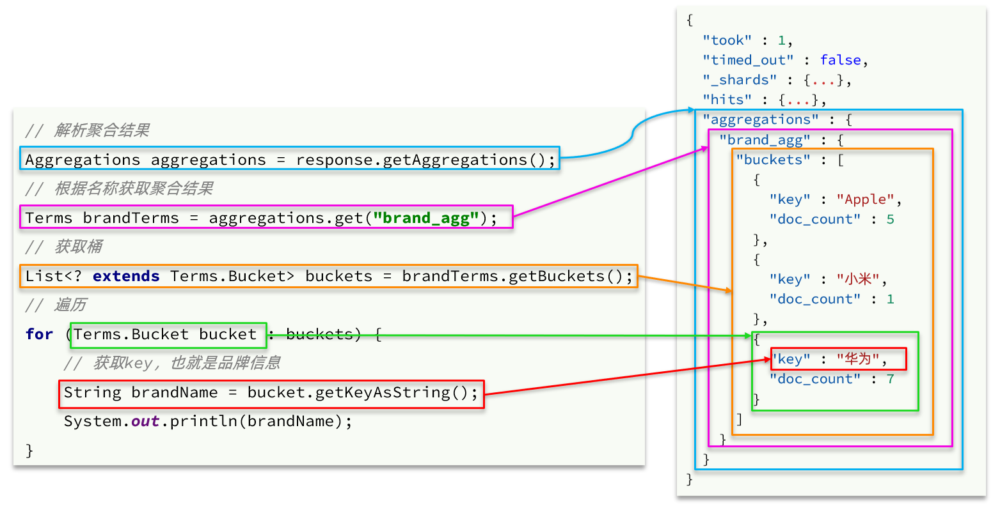 // 解析聚合结果
Aggregations aggregations = response.getAggregations();
// 根据名称获取聚合结果
Terms brandTerms = aggregations.get("brand_agg");
// 获取桶
List<? extends Terms.Bucket> buckets = brandTerms.getBuckets();
// 遍历
for (Terms.Bucket bucket : buckets) {
    // 获取key, 也就是品牌信息
    String brandName = bucket.getKeyAsString();
    System.out.println(brandName);
}
{
  "took" : 1,
  "timed_out" : false,
  "_shards" : {...},
  "hits" : {...},
  "aggregations" : {
    "brand_agg" : {
      "buckets" : [
        {
          "key" : "Apple",
          "doc_count" : 5
        },
        {
          "key" : "小米",
          "doc_count" : 1
        },
        {
          "key" : "华为",
          "doc_count" : 7
        }
      ]
    }
  }
}